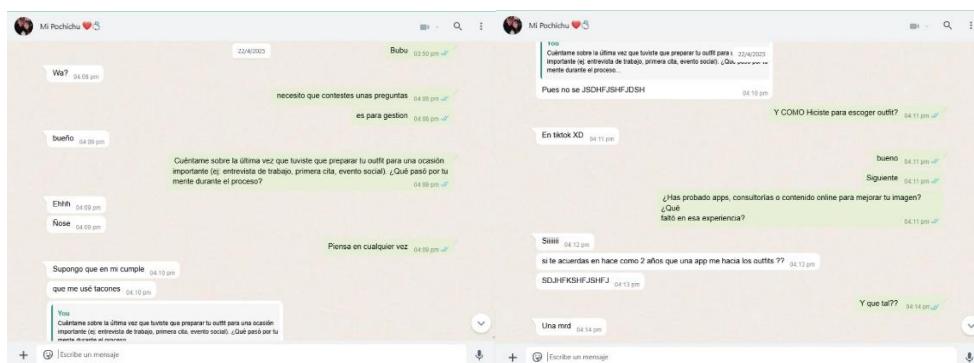 Mi Pochichu
22/4/2025
Bubu 03:50 pm
Wa? 04:08 pm
necesito que contestes unas preguntas 04:08 pm
es para gestion 04:08 pm
bueño 04:09 pm
Cuéntame sobre la última vez que tuviste que preparar tu outfit para una ocasión
importante (ej: entrevista de trabajo, primera cita, evento social). ¿Qué pasó por tu
mente durante el proceso?
04:09 pm
Ehhh 04:09 pm
Ñose 04:09 pm
Piensa en cualquier vez 04:09 pm
Supongo que en mi cumple 04:10 pm
que me usé tacones 04:10 pm
You
Cuéntame sobre la última vez que tuviste que preparar tu outfit para una ocasión
importante (ej: entrevista de trabajo, primera cita, evento social). ¿Qué pasó por tu
mente durante el proceso
Escribe un mensaje
Mi Pochichu
You
Cuéntame sobre la última vez que tuviste que preparar tu outfit para
22/4/2025
importante (ej: entrevista de trabajo, primera cita, evento social). ¿Qué
mente durante el proceso...
Pues no se JSDHFJSHFJDSH 04:10 pm
Y COMO Hiciste para escoger outfit? 04:11 pm
En tiktok XD 04:11 pm
bueno 04:11 pm
Siguiente 04:11 pm
¿Has probado apps, consultorías o contenido online para mejorar tu imagen?
¿Qué
faltó en esa experiencia?
04:11 pm
Siiiiii 04:12 pm
si te acuerdas en hace como 2 años que una app me hacia los outfits ?? 04:13 pm
SDJHFKSHFJSHFJ 04:13 pm
Y que tal?? 04:14 pm
Una mrd 04:14 pm
Escribe un mensaje